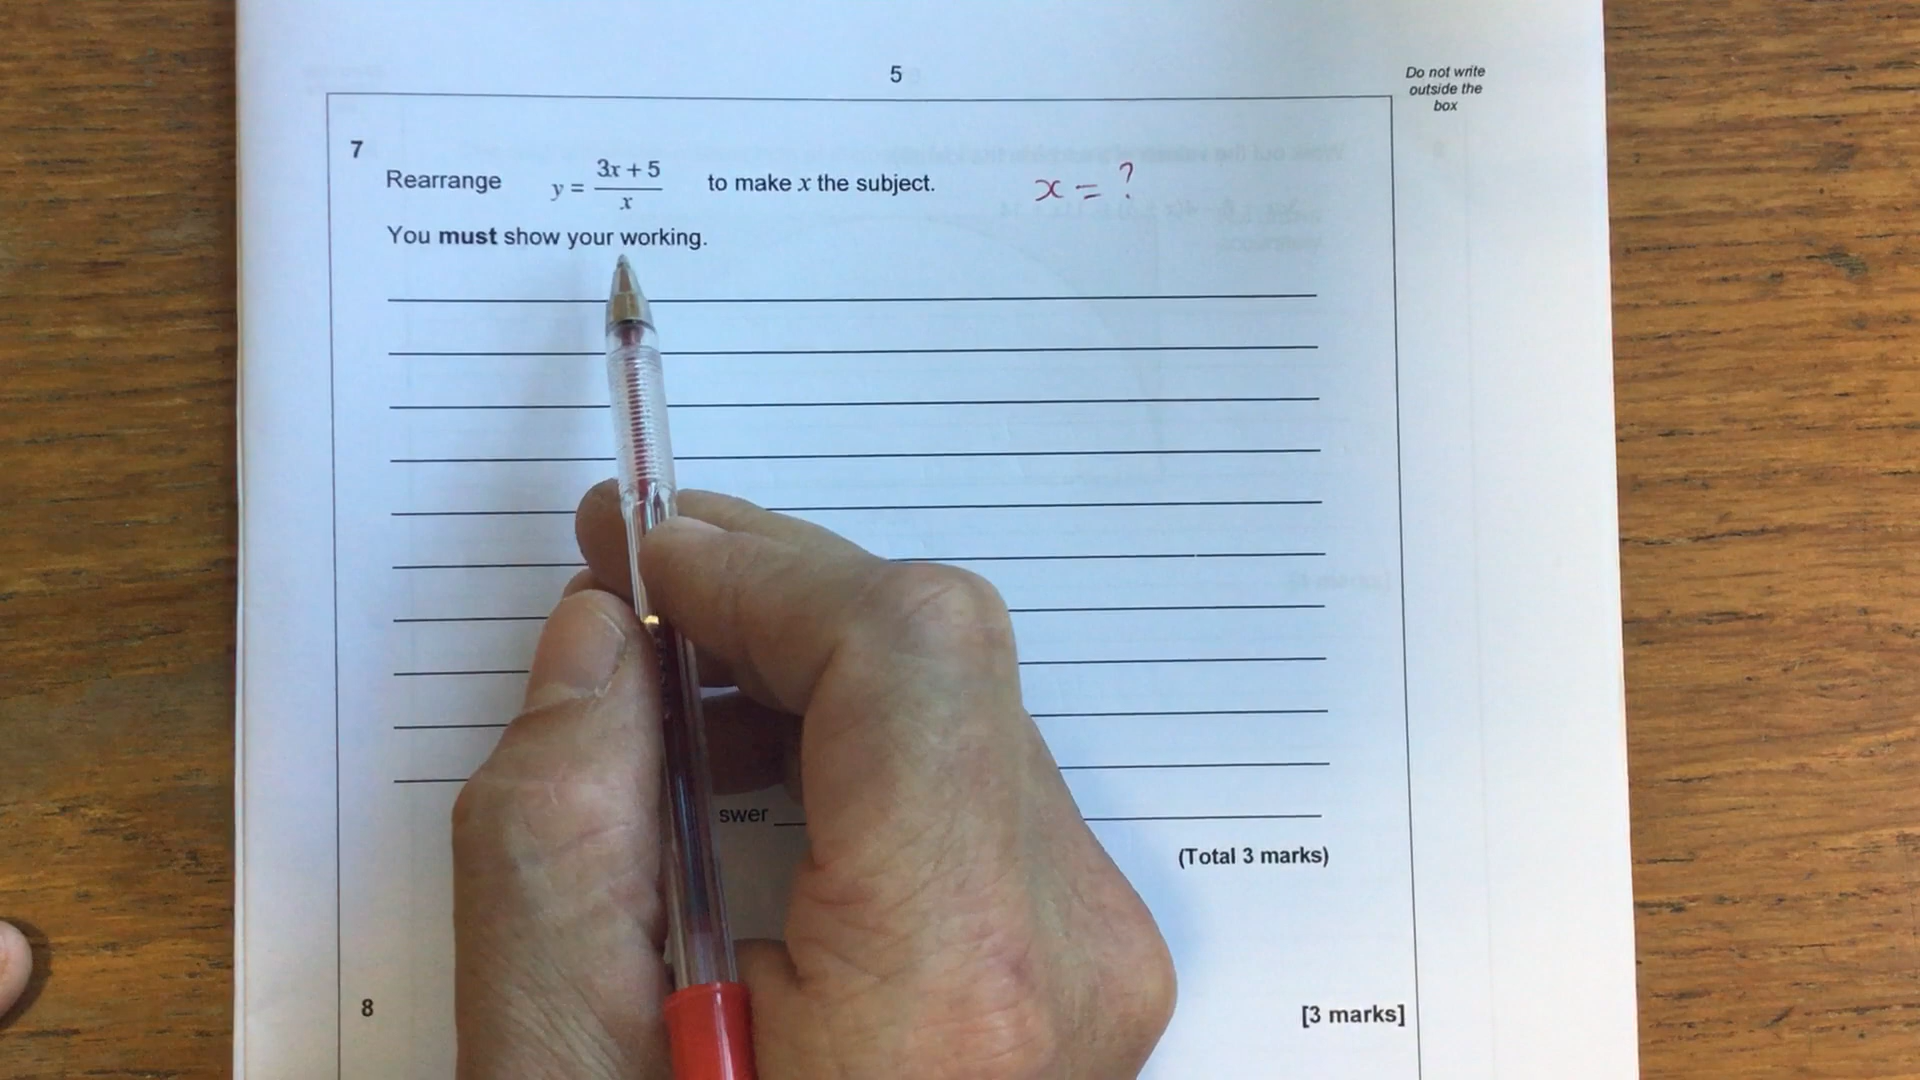 5
Do not write
outside the
box
7
Rearrange y = (3x + 5)/x to make x the subject. x = ?
You must show your working.
swer
(Total 3 marks)
8
[3 marks]